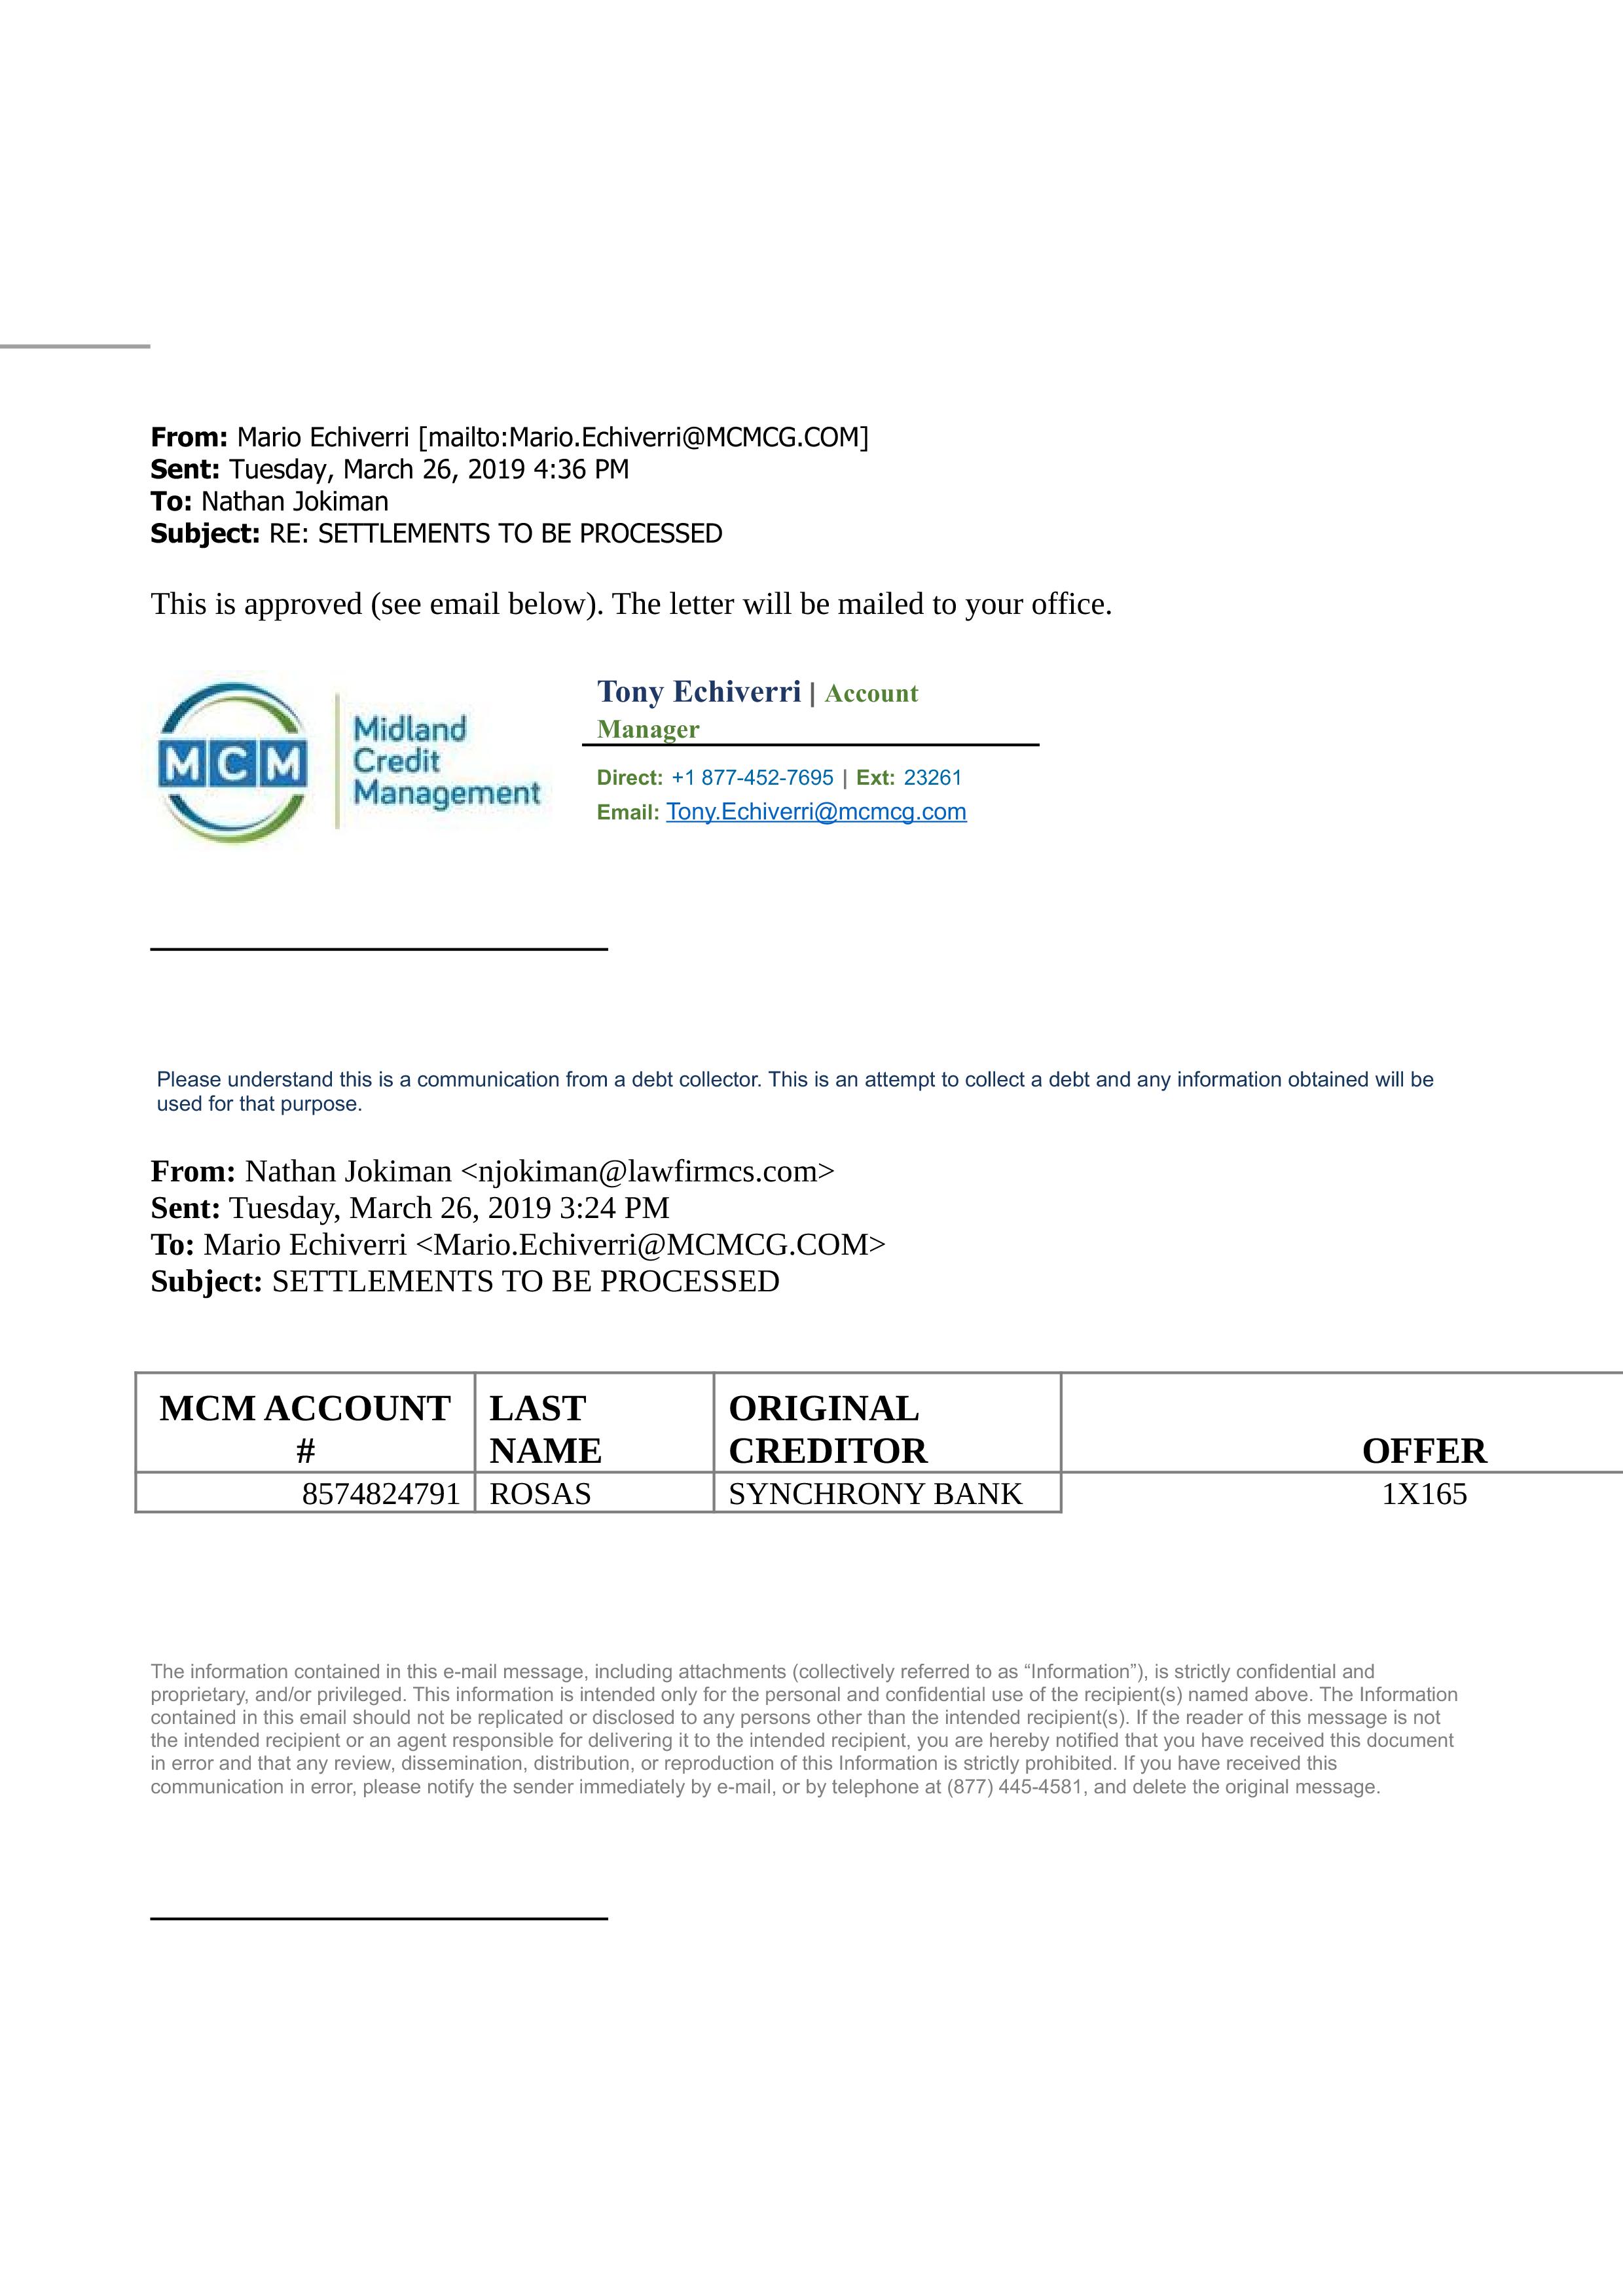 From: Mario Echiverri [mailto:Mario.Echiverri@MCMCG.COM]
Sent: Tuesday, March 26, 2019 4:36 PM
To: Nathan Jokiman
Subject: RE: SETTLEMENTS TO BE PROCESSED
This is approved (see email below). The letter will be mailed to your office.
MCM
Midland
Credit
Management
Tony Echiverri | Account
Manager
Direct: +1 877-452-7695 | Ext: 23261
Email: Tony.Echiverri@mcmcg.com
Please understand this is a communication from a debt collector. This is an attempt to collect a debt and any information obtained will be
used for that purpose.
From: Nathan Jokiman <njokiman@lawfirmcs.com>
Sent: Tuesday, March 26, 2019 3:24 PM
To: Mario Echiverri <Mario.Echiverri@MCMCG.COM>
Subject: SETTLEMENTS TO BE PROCESSED
MCM ACCOUNT LAST ORIGINAL
# NAME CREDITOR OFFER
8574824791 ROSAS SYNCHRONY BANK 1X165
The information contained in this e-mail message, including attachments (collectively referred to as “Information”), is strictly confidential and
proprietary, and/or privileged. This information is intended only for the personal and confidential use of the recipient(s) named above. The Information
contained in this email should not be replicated or disclosed to any persons other than the intended recipient(s). If the reader of this message is not
the intended recipient or an agent responsible for delivering it to the intended recipient, you are hereby notified that you have received this document
in error and that any review, dissemination, distribution, or reproduction of this Information is strictly prohibited. If you have received this
communication in error, please notify the sender immediately by e-mail, or by telephone at (877) 445-4581, and delete the original message.